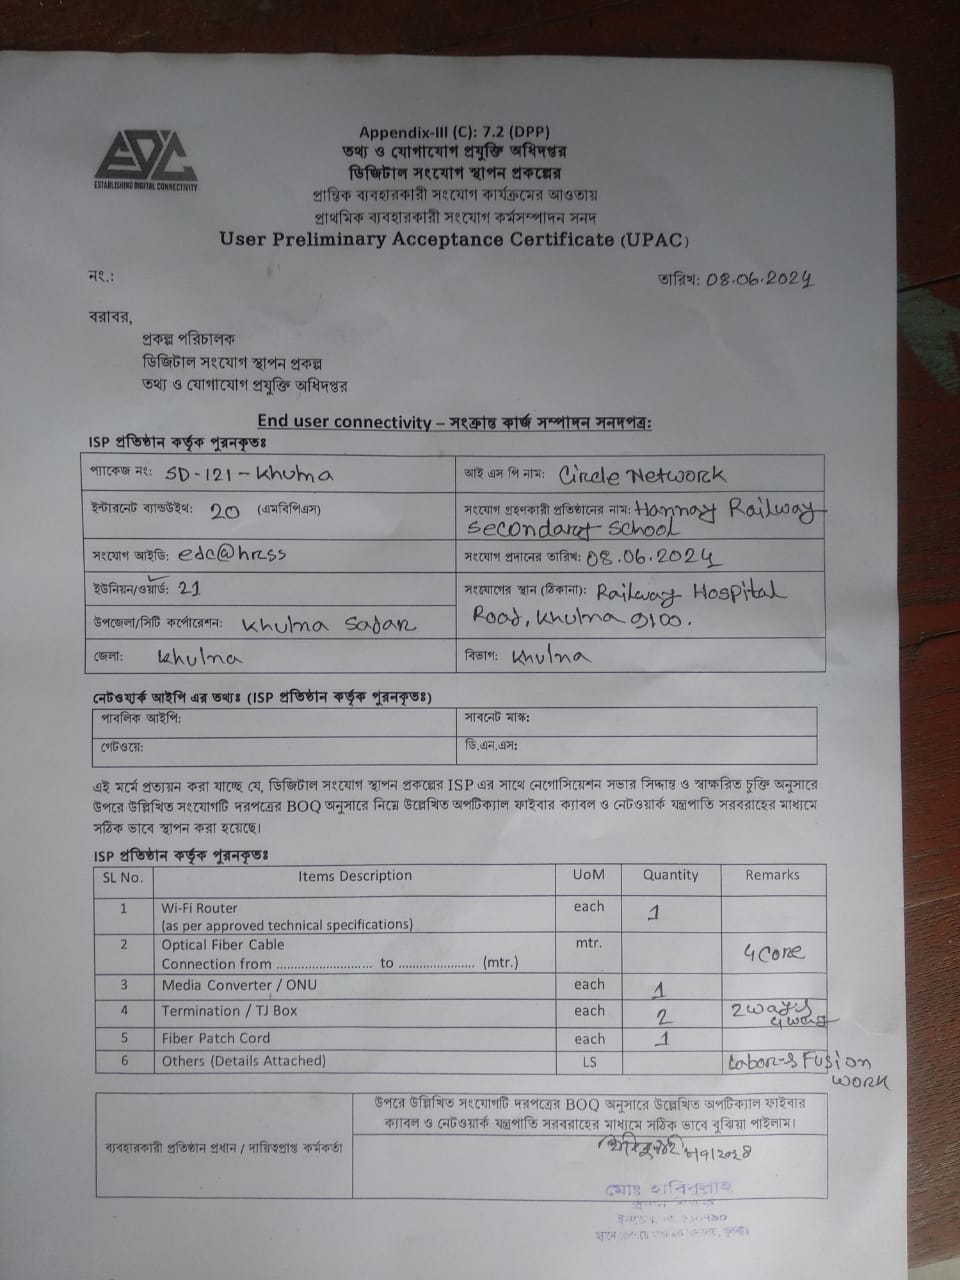 EDC
ESTABLISHING DIGITAL CONNECTIVITY
Appendix-III (C): 7.2 (DPP)
তথ্য ও যোগাযোগ প্রযুক্তি অধিদপ্তর
ডিজিটাল সংযোগ স্থাপন প্রকল্পের
প্রান্তিক ব্যবহারকারী সংযোগ কার্যক্রমের আওতায়
প্রাথমিক ব্যবহারকারী সংযোগ কর্মসম্পাদন সনদ
User Preliminary Acceptance Certificate (UPAC)
নং.: তারিখ: 08.06.2024
বরাবর,
প্রকল্প পরিচালক
ডিজিটাল সংযোগ স্থাপন প্রকল্প
তথ্য ও যোগাযোগ প্রযুক্তি অধিদপ্তর
End user connectivity – সংক্রান্ত কার্জ সম্পাদন সনদপত্র:
ISP প্রতিষ্ঠান কর্তৃক পুরনকৃতঃ
প্যাকেজ নং: SD-121-Khulna আই এস পি নাম: Circle Network
ইন্টারনেট ব্যান্ডউইথ: 20 (এমবিপিএস) সংযোগ গ্রহণকারী প্রতিষ্ঠানের নাম: Railway
Secondary School
সংযোগ আইডি: edc@hrss সংযোগ প্রদানের তারিখ: 08.06.2024
ইউনিয়ন/ওয়ার্ড: 21 সংযোগের স্থান (ঠিকানা): Railway Hospital
Road, Khulna 9100.
উপজেলা/সিটি কর্পোরেশন: Khulna Sadar
জেলা: Khulna বিভাগ: Khulna
নেটওয়ার্ক আইপি এর তথ্যঃ (ISP প্রতিষ্ঠান কর্তৃক পুরনকৃতঃ)
পাবলিক আইপি: সাবনেট মাস্ক:
গেটওয়ে: ডি.এন.এস:
এই মর্মে প্রত্যয়ন করা যাচ্ছে যে, ডিজিটাল সংযোগ স্থাপন প্রকল্পের ISP এর সাথে নেগোসিয়েশন সভার সিদ্ধান্ত ও স্বাক্ষরিত চুক্তি অনুসারে
উপরে উল্লিখিত সংযোগটি দরপত্রের BOQ অনুসারে নিম্নে উল্লেখিত অপটিক্যাল ফাইবার ক্যাবল ও নেটওয়ার্ক যন্ত্রপাতি সরবরাহের মাধ্যমে
সঠিক ভাবে স্থাপন করা হয়েছে।
ISP প্রতিষ্ঠান কর্তৃক পুরনকৃতঃ
SL No. Items Description UoM Quantity Remarks
1 Wi-Fi Router each 1
(as per approved technical specifications)
2 Optical Fiber Cable mtr. 4 Core
Connection from ............................ to ...................... (mtr.)
3 Media Converter / ONU each 1
4 Termination / TJ Box each 2 2way,
4way
5 Fiber Patch Cord each 1
6 Others (Details Attached) LS Labor & Fusion
Work
উপরে উল্লিখিত সংযোগটি দরপত্রের BOQ অনুসারে উল্লেখিত অপটিক্যাল ফাইবার
ক্যাবল ও নেটওয়ার্ক যন্ত্রপাতি সরবরাহের মাধ্যমে সঠিক ভাবে বুঝিয়া পাইলাম।
ব্যবহারকারী প্রতিষ্ঠান প্রধান / দায়িত্বপ্রাপ্ত কর্মকর্তা
মোঃ হাবিবুল্লাহ